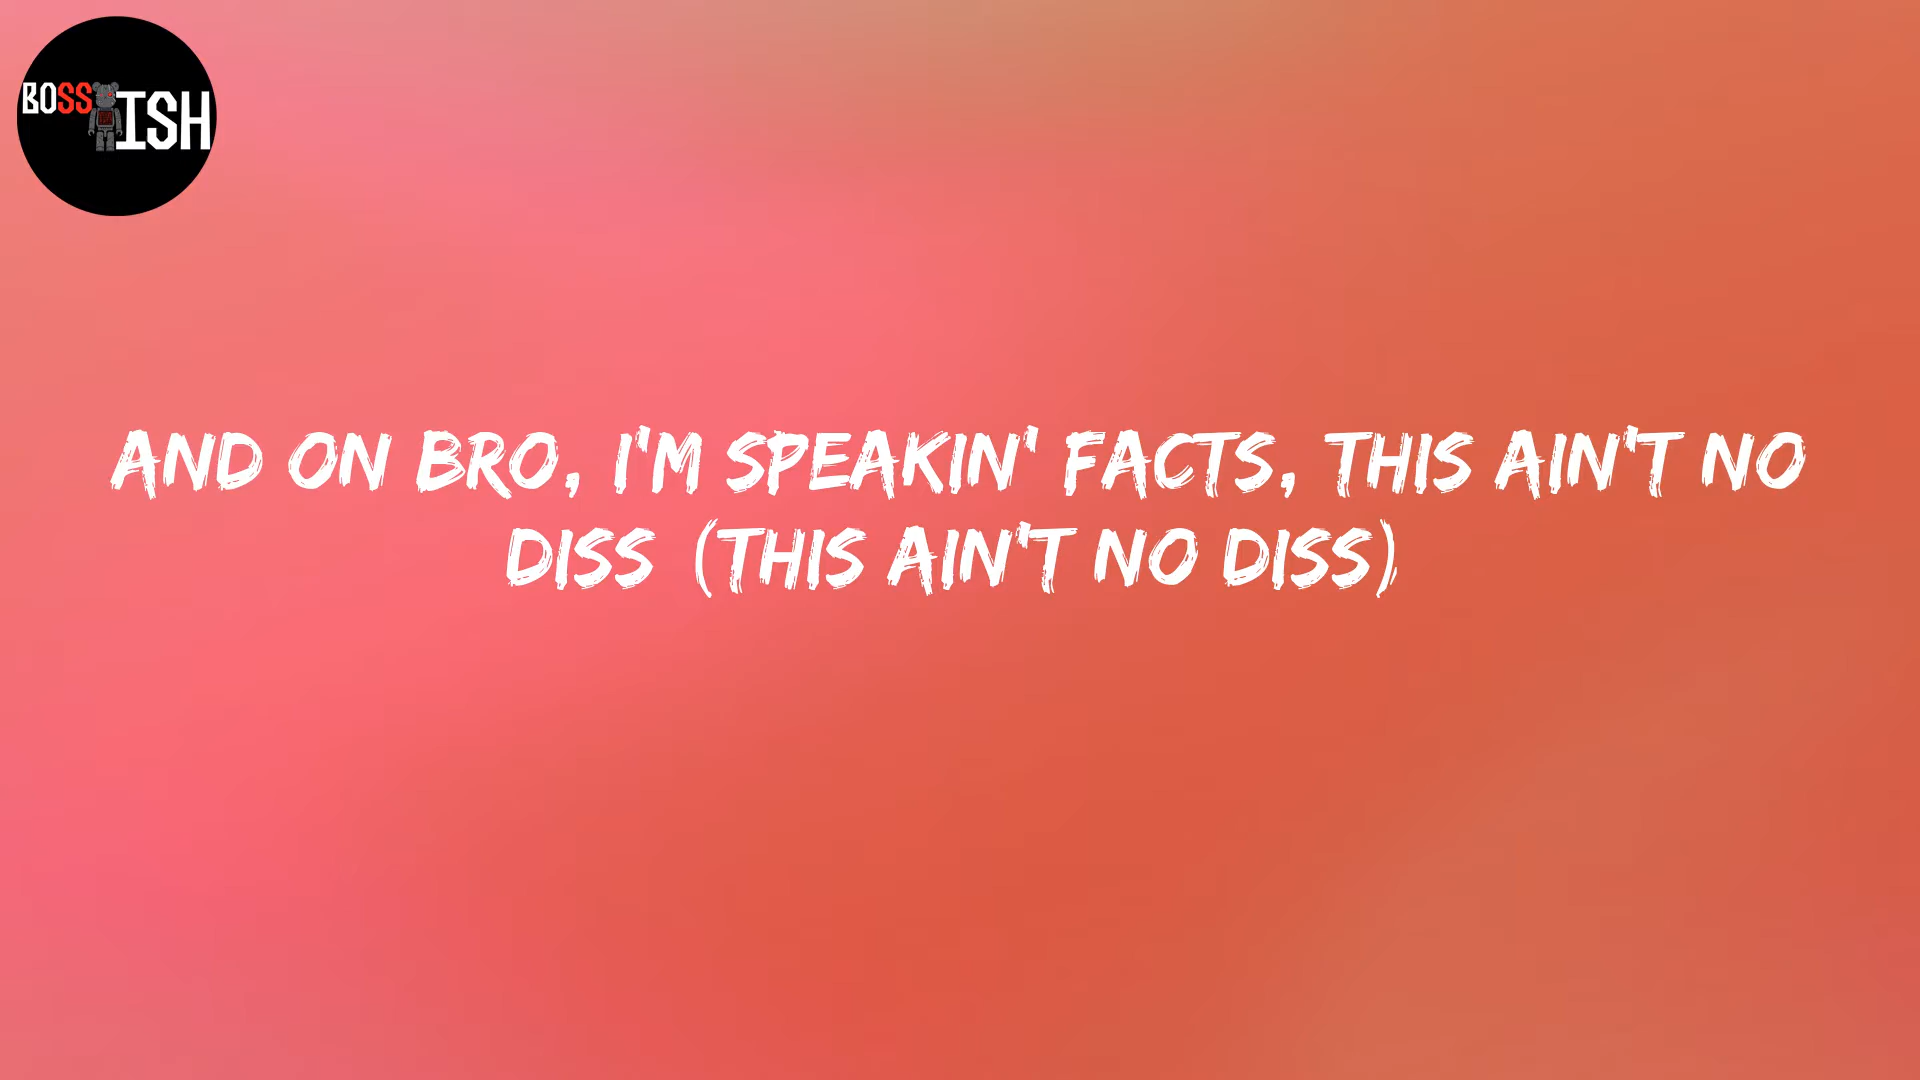 BOSS ISH
AND ON BRO, I'M SPEAKIN' FACTS, THIS AIN'T NO
DISS (THIS AIN'T NO DISS)